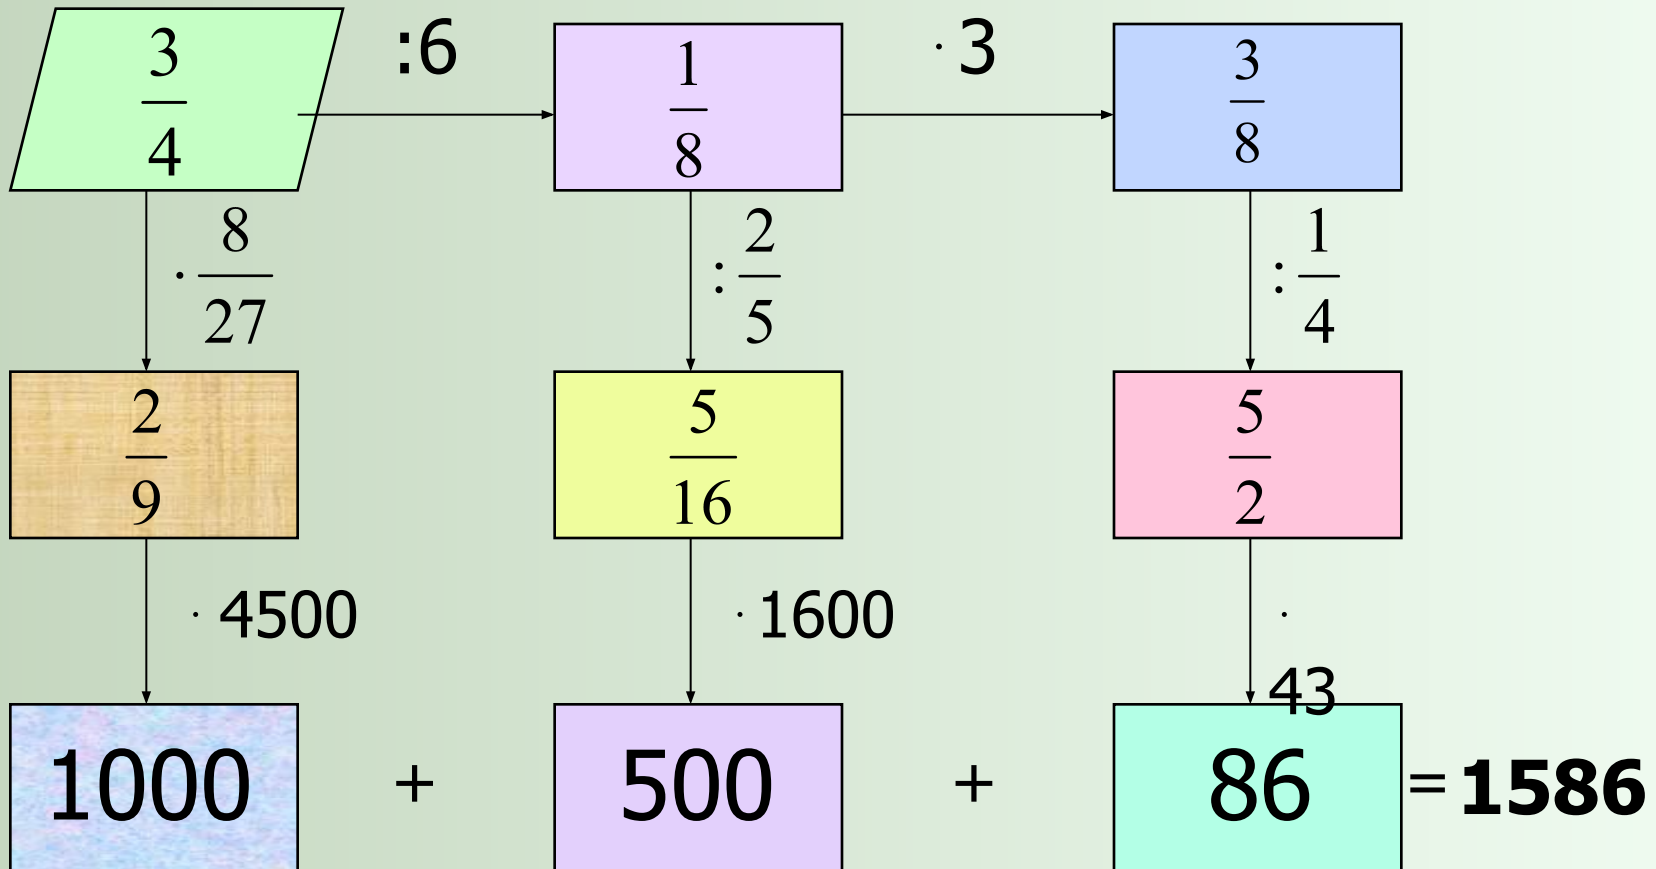 3/4 :6 1/8 · 3 3/8
· 8/27 : 2/5 : 1/4
2/9 5/16 5/2
· 4500 · 1600 ·
43
1000 + 500 + 86 = 1586